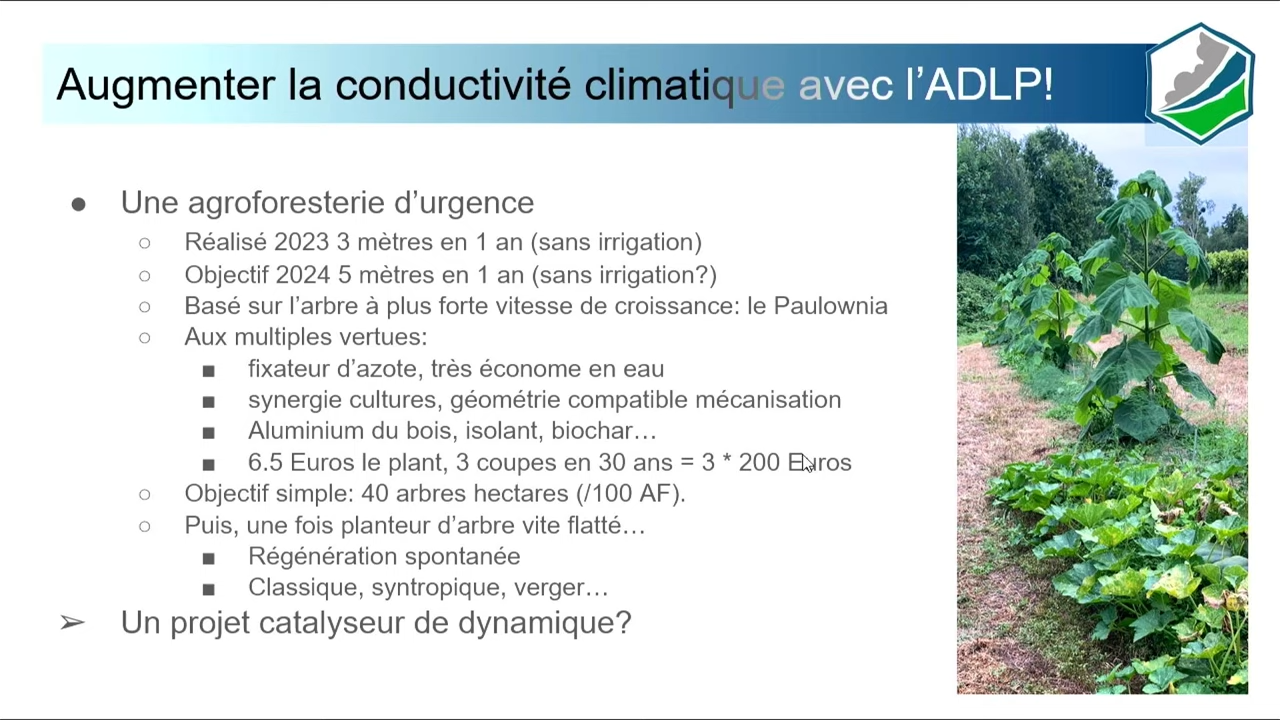 Augmenter la conductivité climatique avec l'ADLP!
● Une agroforesterie d'urgence
○ Réalisé 2023 3 mètres en 1 an (sans irrigation)
○ Objectif 2024 5 mètres en 1 an (sans irrigation?)
○ Basé sur l'arbre à plus forte vitesse de croissance: le Paulownia
○ Aux multiples vertues:
■ fixateur d'azote, très économe en eau
■ synergie cultures, géométrie compatible mécanisation
■ Aluminium du bois, isolant, biochar…
■ 6.5 Euros le plant, 3 coupes en 30 ans = 3 * 200 Euros
○ Objectif simple: 40 arbres hectares (/100 AF).
○ Puis, une fois planteur d'arbre vite flatté…
■ Régénération spontanée
■ Classique, syntropique, verger…
➢ Un projet catalyseur de dynamique?